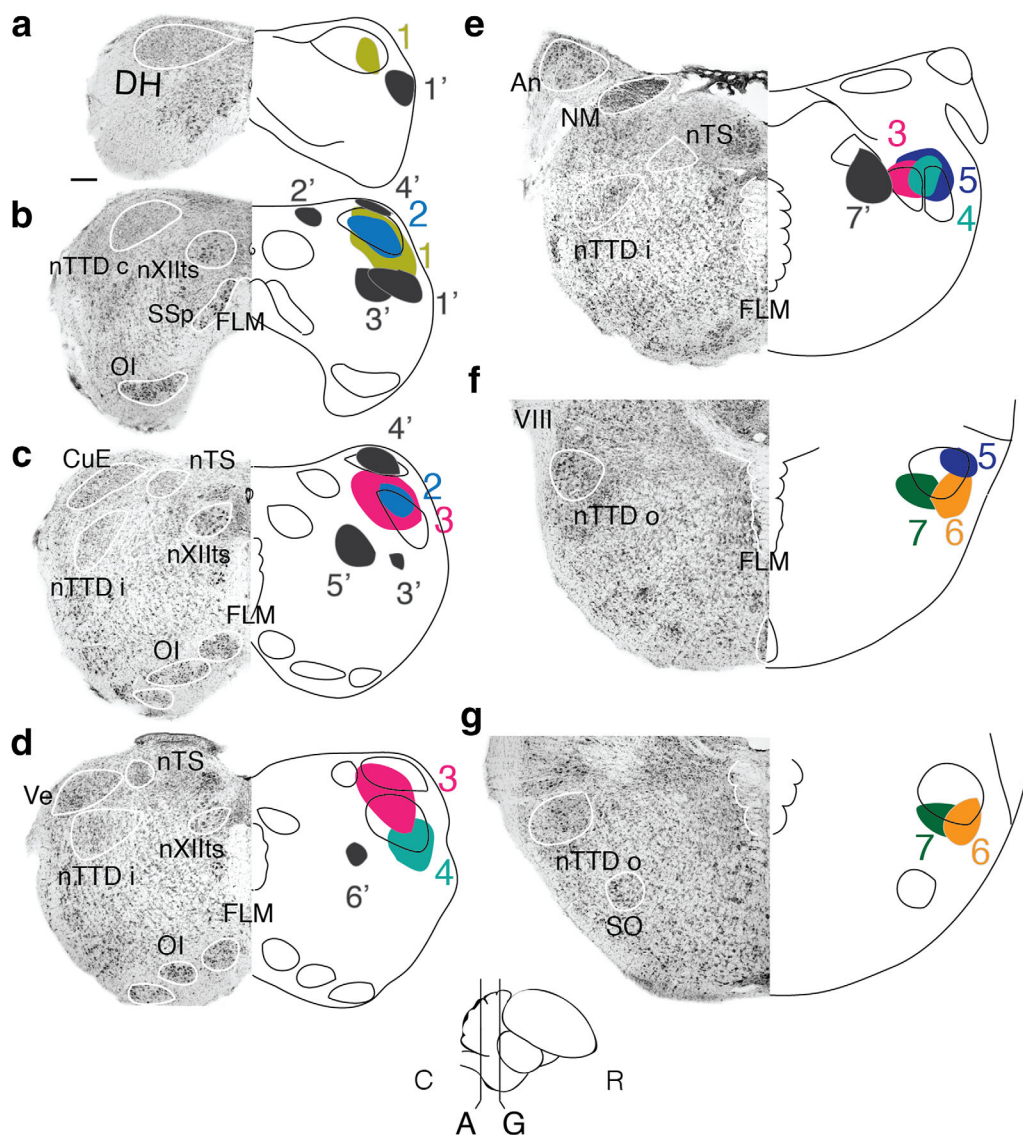 a
1
DH
1’
b
2’
4’
2
1
nTTD c
nXIIts
SSp
FLM
3’
1’
OI
c
4’
CuE
nTS
2
3
nXIIts
nTTD i
5’
3’
FLM
OI
d
nTS
Ve
3
nXIIts
nTTD i
6’
4
FLM
OI
e
An
NM
nTS
3
5
7’
4
nTTD i
FLM
f
VIII
5
nTTD o
7
6
FLM
g
nTTD o
7
6
SO
C
R
A
G